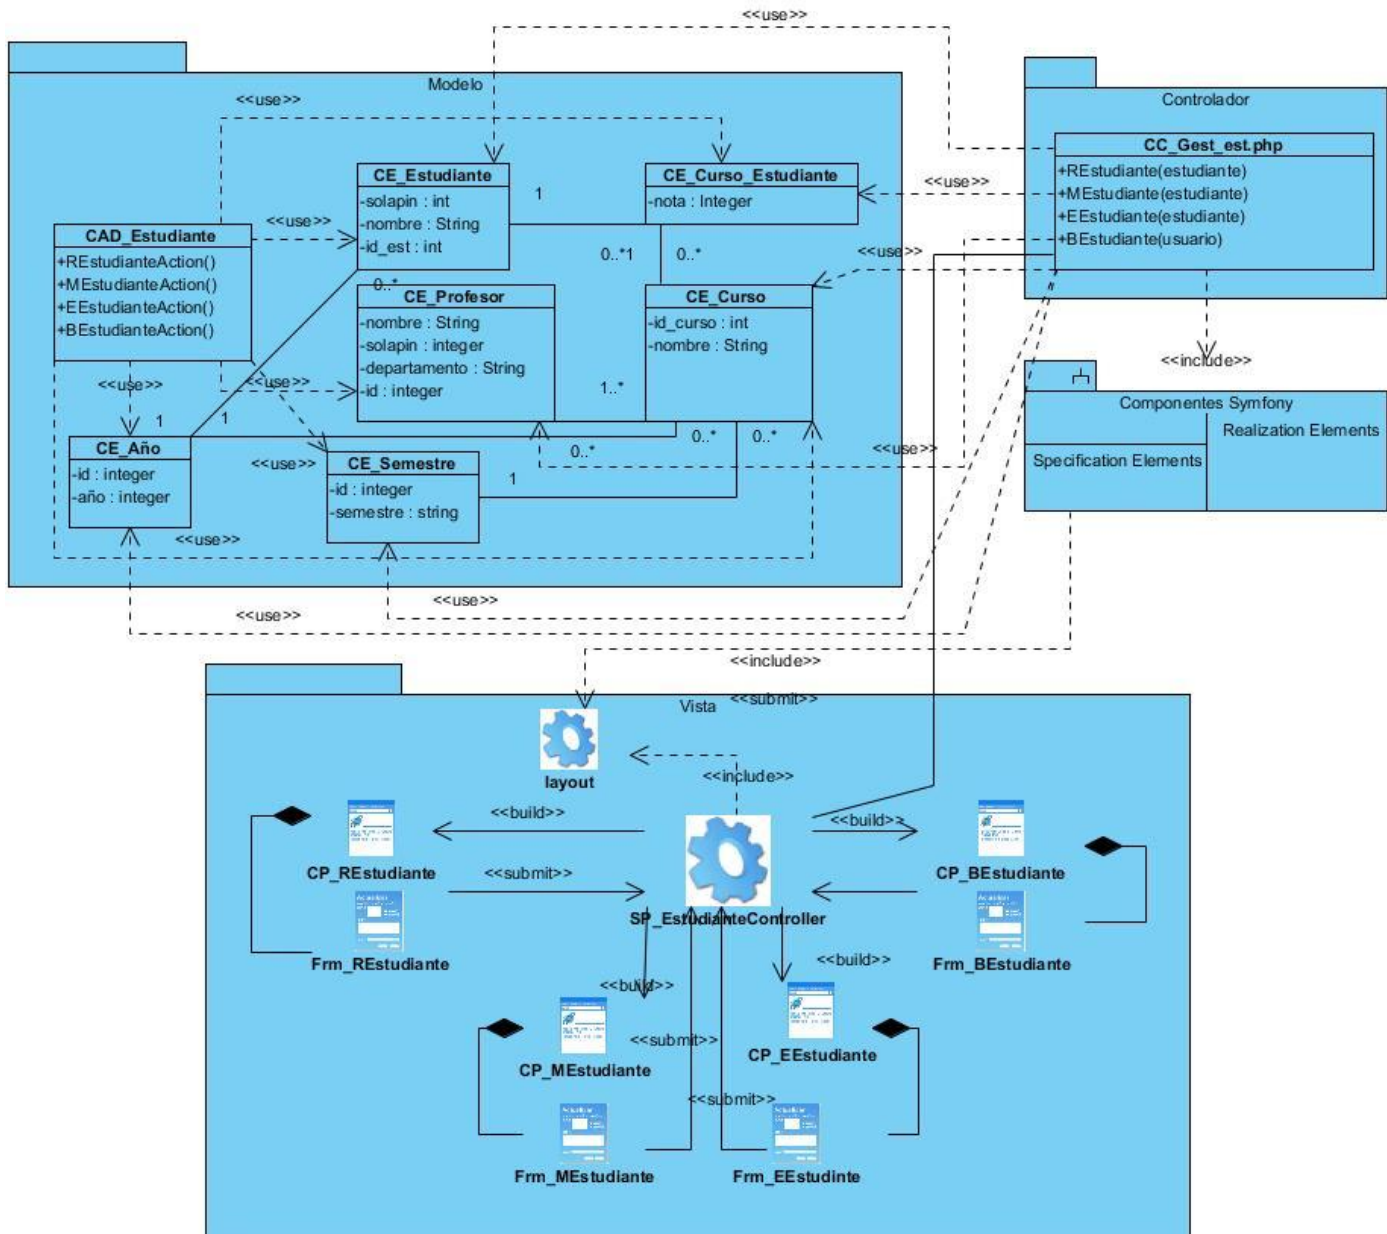 <<use>>
Modelo
<<use>>
CE_Estudiante
-solapin : int
-nombre : String
-id_est : int
CE_Curso_Estudiante
-nota : Integer
1
CAD_Estudiante
+REstudianteAction()
+MEstudianteAction()
+EEstudianteAction()
+BEstudianteAction()
<<use>>
0..*1
0..*
0..*
CE_Profesor
-nombre : String
-solapin : integer
-departamento : String
-id : integer
CE_Curso
-id_curso : int
-nombre : String
<<use>>
<<use>>
1..*
1
1
CE_Año
-id : integer
-año : integer
<<use>>
CE_Semestre
-id : integer
-semestre : string
0..*
0..*
0..*
1
<<use>>
<<use>>
<<use>>
<<use>>
<<use>>
<<use>>
Controlador
CC_Gest_est.php
+REstudiante(estudiante)
+MEstudiante(estudiante)
+EEstudiante(estudiante)
+BEstudiante(usuario)
<<include>>
Componentes Symfony
Realization Elements
Specification Elements
<<include>>
<<submit>>
Vista
layout
<<include>>
<<build>>
<<build>>
CP_REstudiante
<<submit>>
CP_BEstudiante
SP_EstudianteController
Frm_REstudiante
Frm_BEstudiante
<<build>>
<<build>>
<<submit>>
CP_EEstudiante
CP_MEstudiante
<<submit>>
Frm_MEstudiante
Frm_EEstudinte